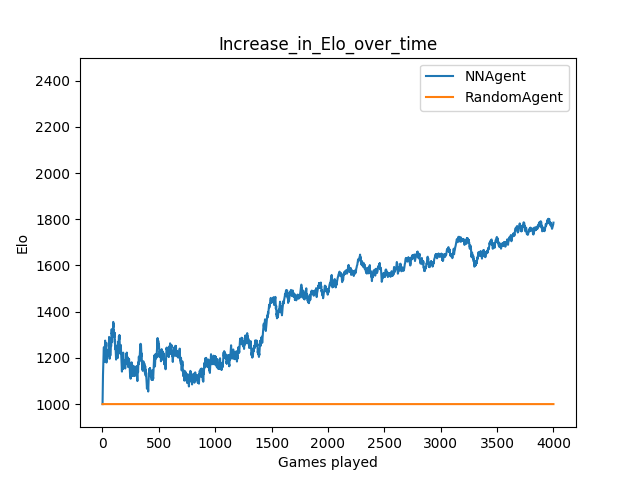 Increase_in_Elo_over_time
NNAgent
RandomAgent
2400
2200
2000
1800
1600
1400
1200
1000
Elo
0 500 1000 1500 2000 2500 3000 3500 4000
Games played